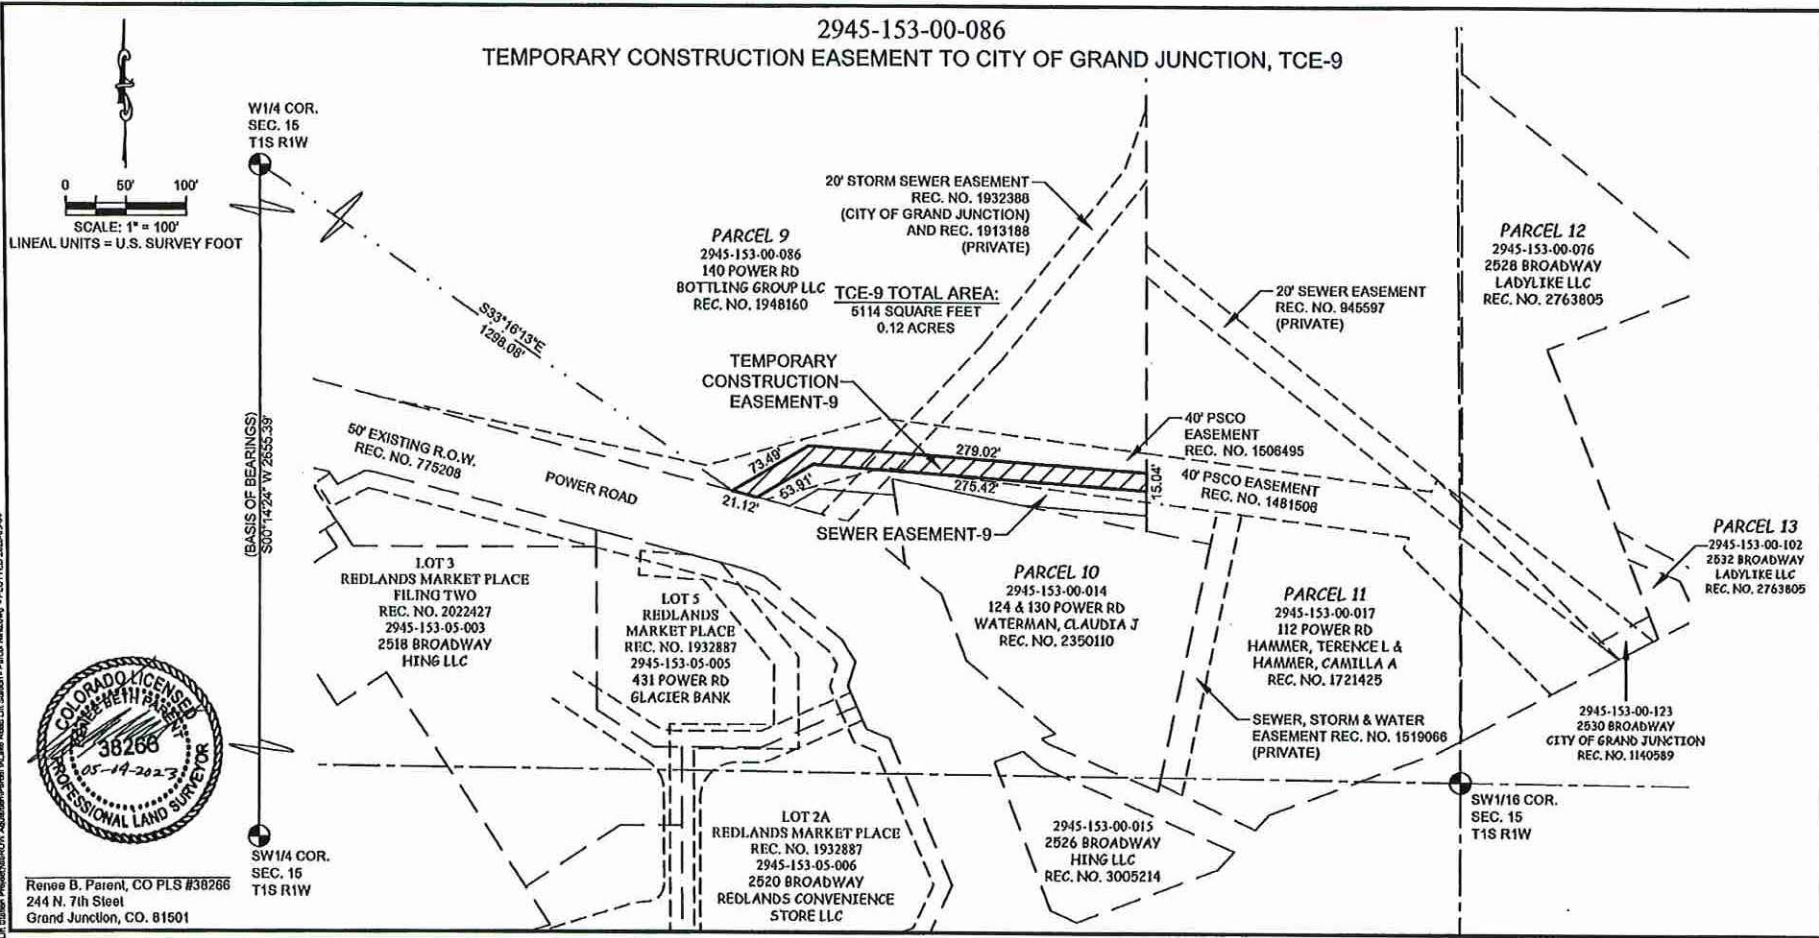 2945-153-00-086
TEMPORARY CONSTRUCTION EASEMENT TO CITY OF GRAND JUNCTION, TCE-9
W1/4 COR.
SEC. 15
T1S R1W
0 50' 100'
SCALE: 1" = 100'
LINEAL UNITS = U.S. SURVEY FOOT
(BASIS OF BEARINGS)
S00°14'24" W 2655.39'
S33°16'13"E
1298.08'
20' STORM SEWER EASEMENT
REC. NO. 1932388
(CITY OF GRAND JUNCTION)
AND REC. 1913188
(PRIVATE)
PARCEL 9
2945-153-00-086
140 POWER RD
BOTTLING GROUP LLC
REC. NO. 1948160
TCE-9 TOTAL AREA:
5114 SQUARE FEET
0.12 ACRES
TEMPORARY
CONSTRUCTION
EASEMENT-9
20' SEWER EASEMENT
REC. NO. 945597
(PRIVATE)
PARCEL 12
2945-153-00-076
2528 BROADWAY
LADYLIKE LLC
REC. NO. 2763805
40' PSCO
EASEMENT
REC. NO. 1506495
40' PSCO EASEMENT
REC. NO. 1481506
50' EXISTING R.O.W.
REC. NO. 775208
POWER ROAD
73.49'
279.02'
53.91'
275.42'
21.12'
15.04'
SEWER EASEMENT-9
PARCEL 13
2945-153-00-102
2532 BROADWAY
LADYLIKE LLC
REC. NO. 2763805
LOT 3
REDLANDS MARKET PLACE
FILING TWO
REC. NO. 2022427
2945-153-05-003
2518 BROADWAY
HING LLC
LOT 5
REDLANDS
MARKET PLACE
REC. NO. 1932887
2945-153-05-005
431 POWER RD
GLACIER BANK
PARCEL 10
2945-153-00-014
124 & 130 POWER RD
WATERMAN, CLAUDIA J
REC. NO. 2350110
PARCEL 11
2945-153-00-017
112 POWER RD
HAMMER, TERENCE L &
HAMMER, CAMILLA A
REC. NO. 1721425
SEWER, STORM & WATER
EASEMENT REC. NO. 1519066
(PRIVATE)
2945-153-00-123
2530 BROADWAY
CITY OF GRAND JUNCTION
REC. NO. 1140589
COLORADO LICENSED
RENEE BETH PARENT
38266
05-04-2023
PROFESSIONAL LAND SURVEYOR
SW1/4 COR.
SEC. 15
T1S R1W
LOT 2A
REDLANDS MARKET PLACE
REC. NO. 1932887
2945-153-05-006
2520 BROADWAY
REDLANDS CONVENIENCE
STORE LLC
2945-153-00-015
2526 BROADWAY
HING LLC
REC. NO. 3005214
SW1/16 COR.
SEC. 15
T1S R1W
Renee B. Parent, CO PLS #38266
244 N. 7th Steet
Grand Junction, CO. 81501